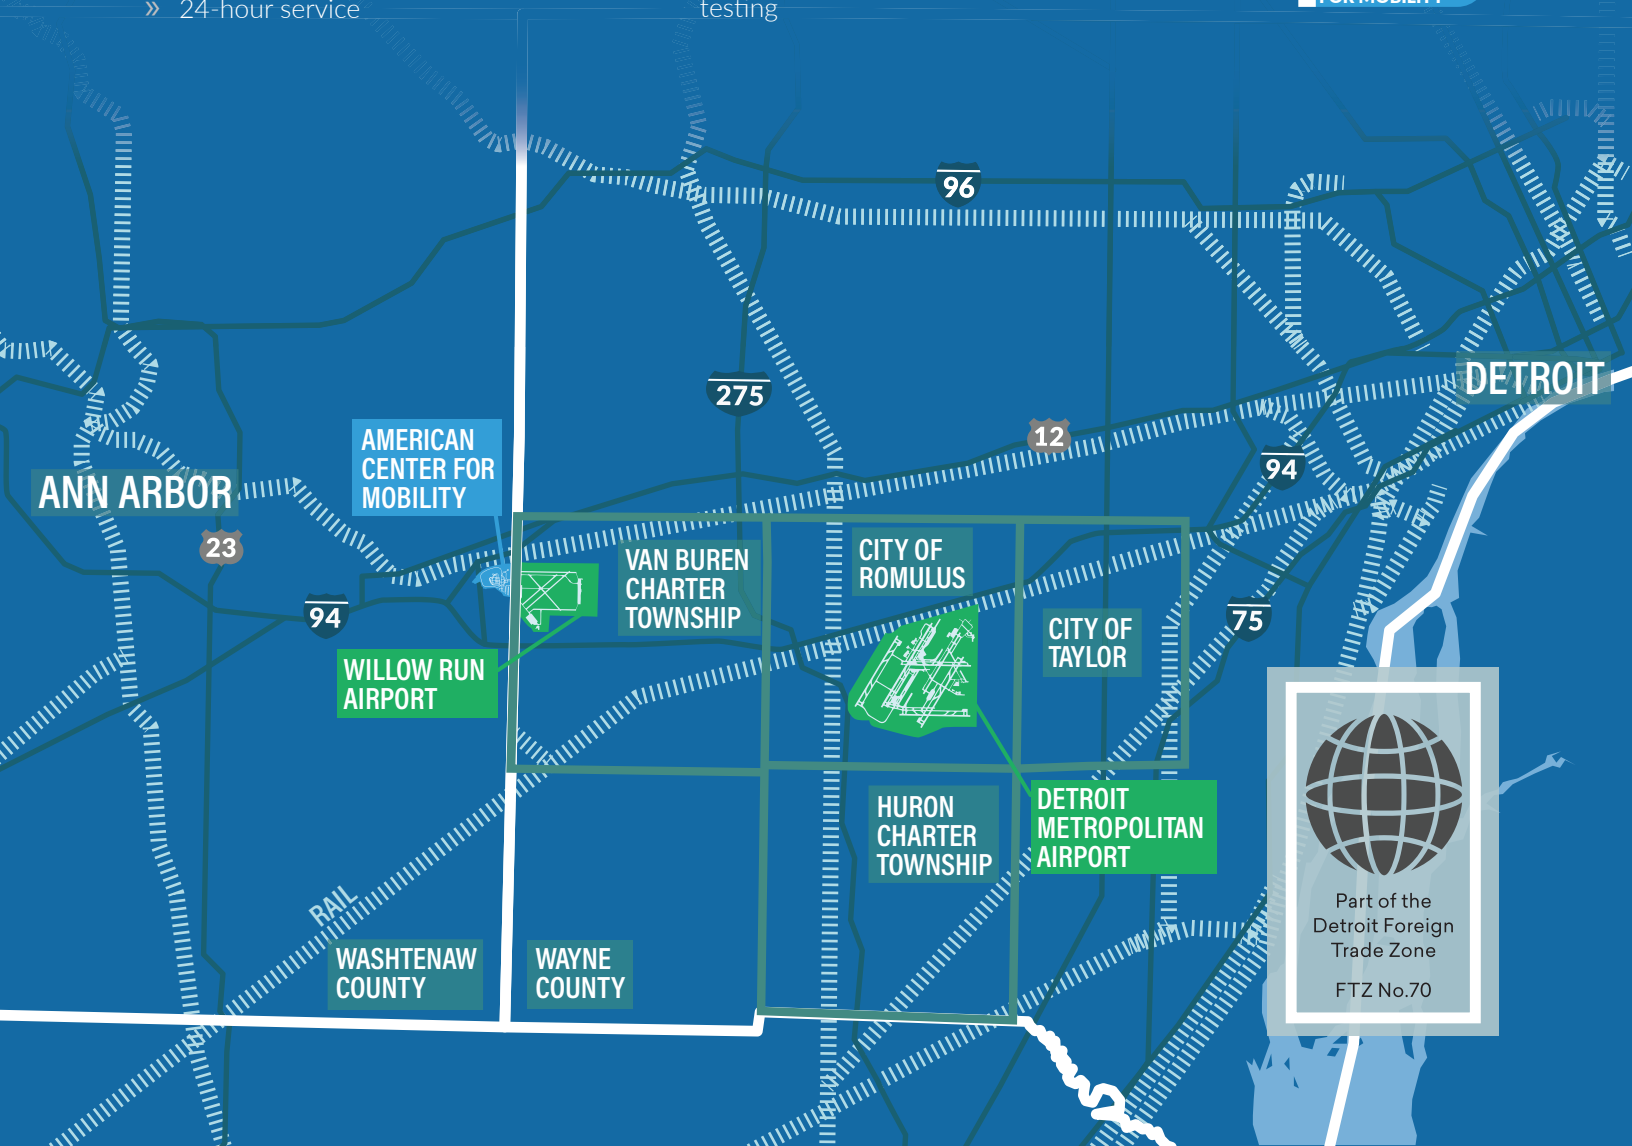 » 24-hour service
testing
FOR MOBILITY
96
275
12
DETROIT
94
AMERICAN
CENTER FOR
MOBILITY
ANN ARBOR
23
VAN BUREN
CHARTER
TOWNSHIP
CITY OF
ROMULUS
94
75
CITY OF
TAYLOR
WILLOW RUN
AIRPORT
DETROIT
METROPOLITAN
AIRPORT
HURON
CHARTER
TOWNSHIP
RAIL
WASHTENAW
COUNTY
WAYNE
COUNTY
Part of the
Detroit Foreign
Trade Zone
FTZ No.70